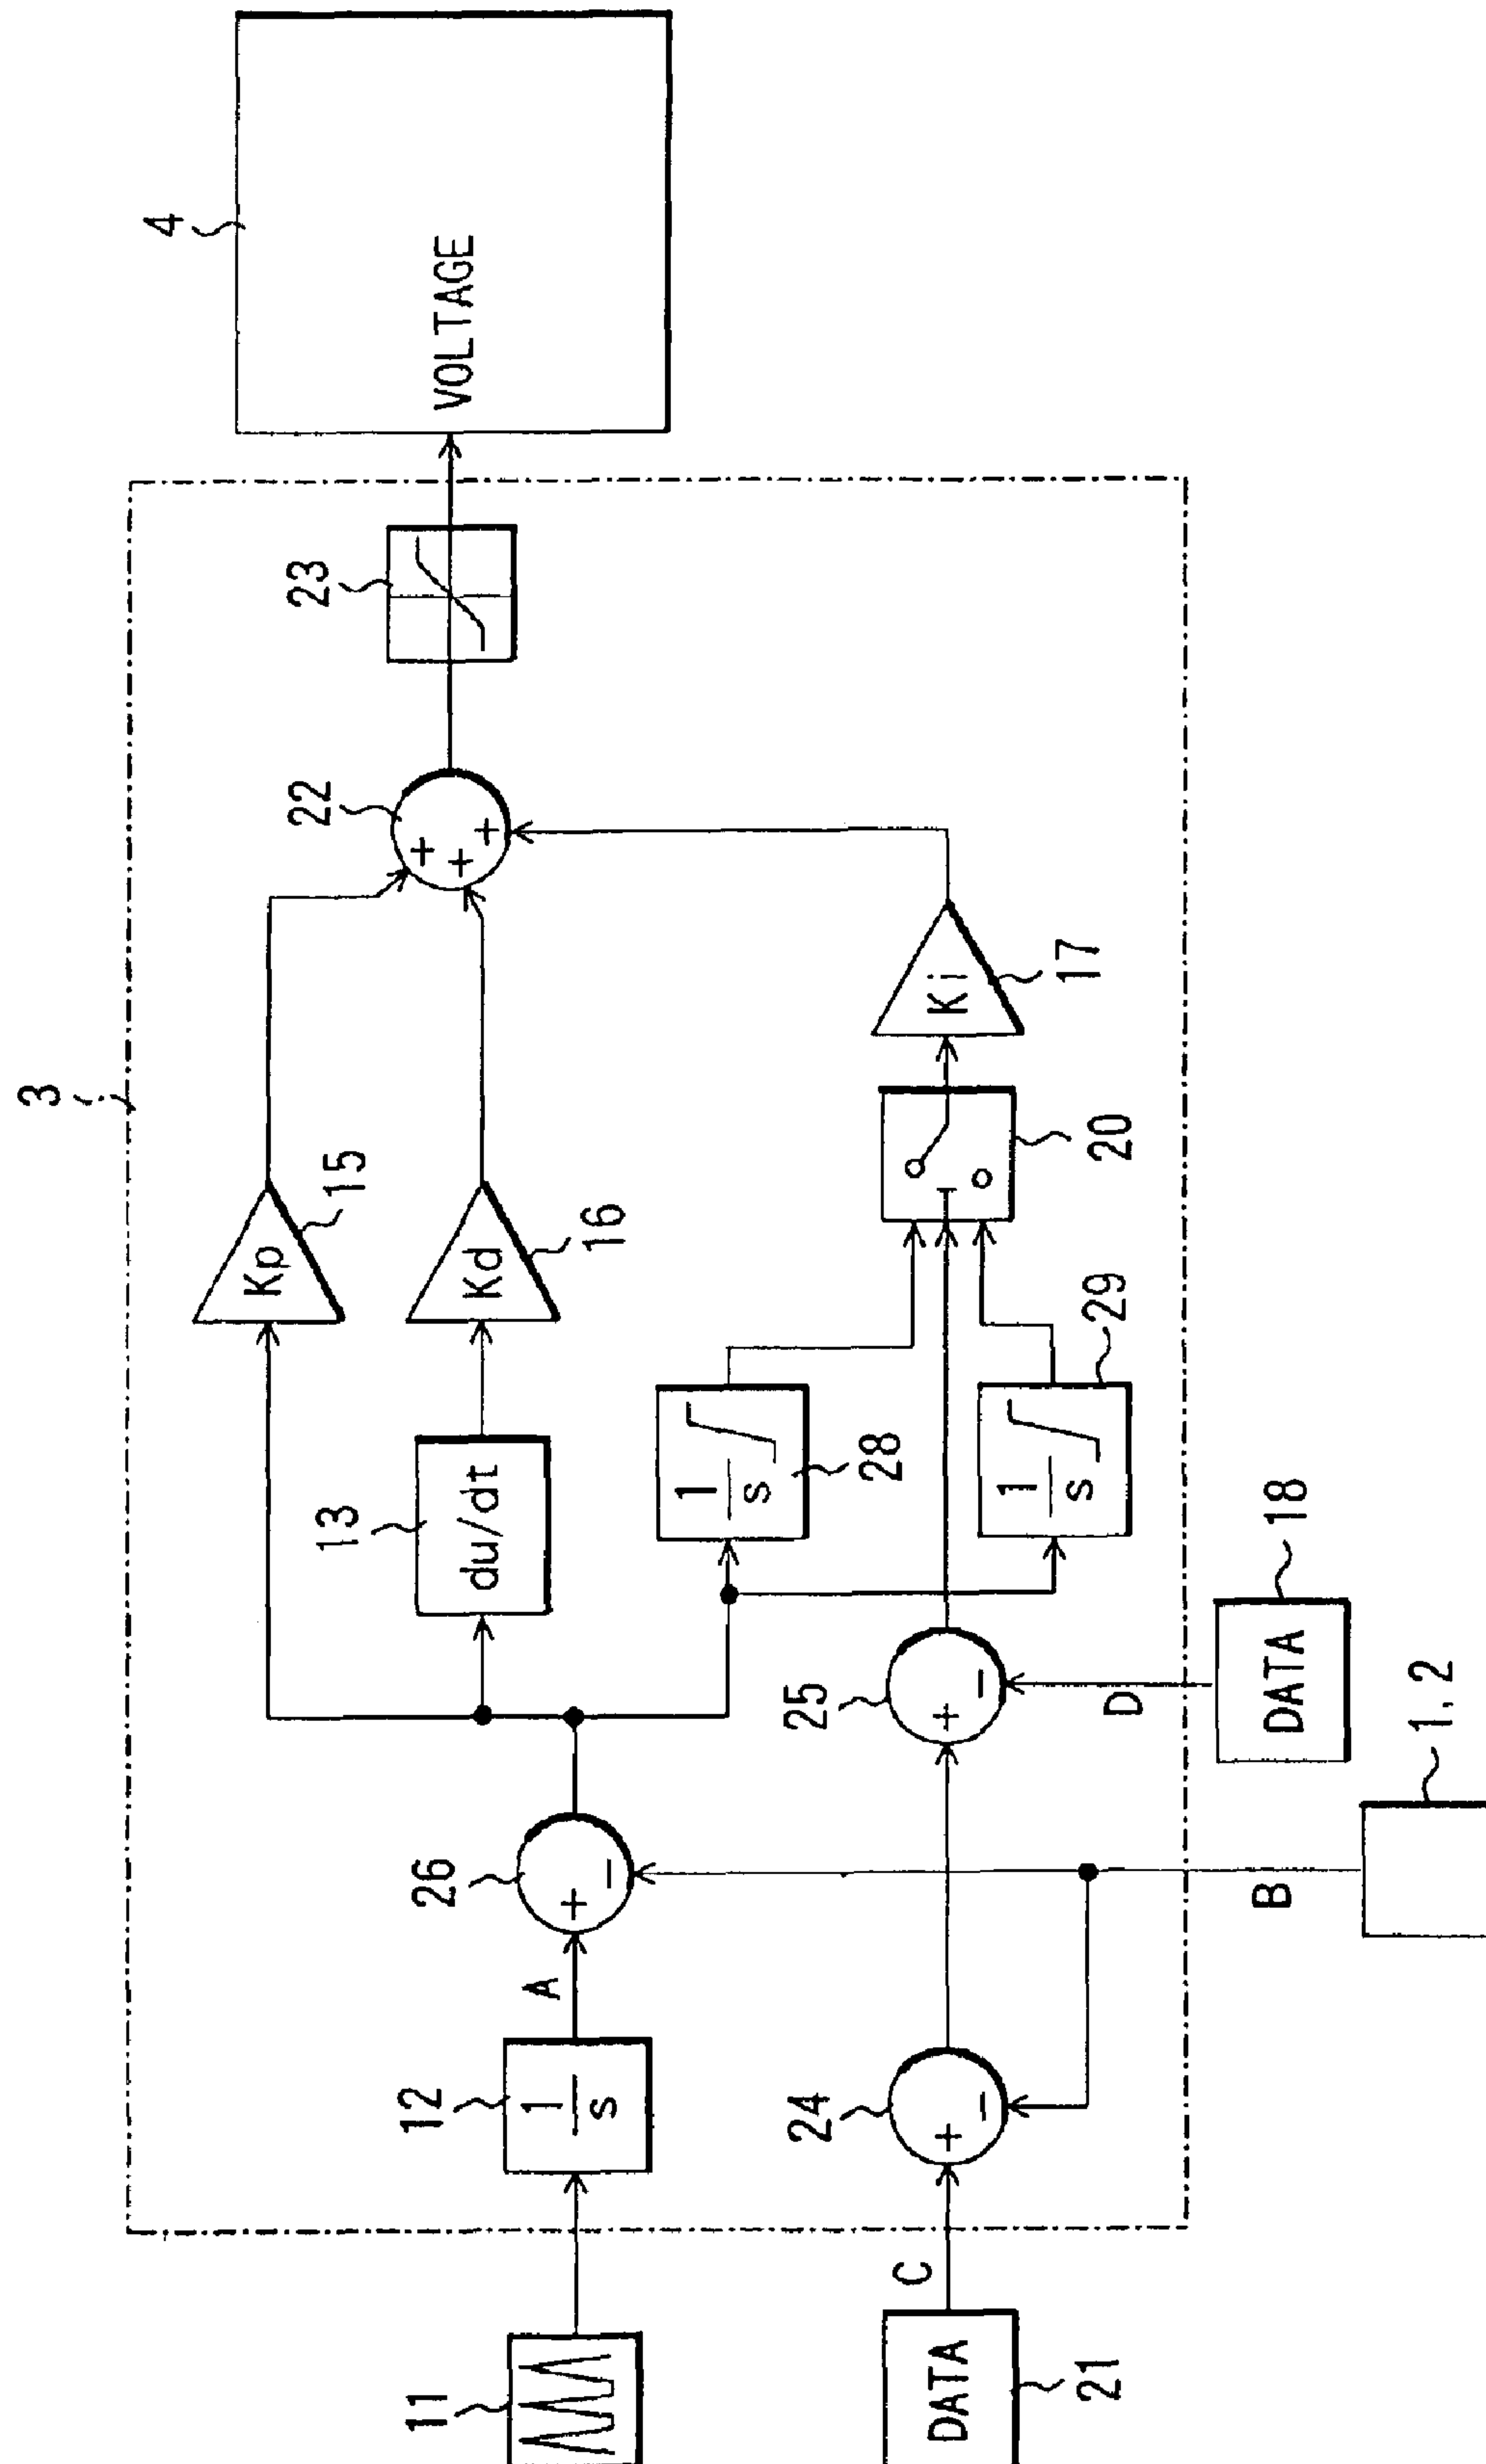 3
4
VOLTAGE
11
12
1
s
A
26
+
−
13
du/dt
Kp
15
Kd
16
22
+
+
+
23
28
1
s
29
1
s
20
Ki
17
21
DATA
C
24
+
−
25
+
−
D
18
DATA
B
1, 2